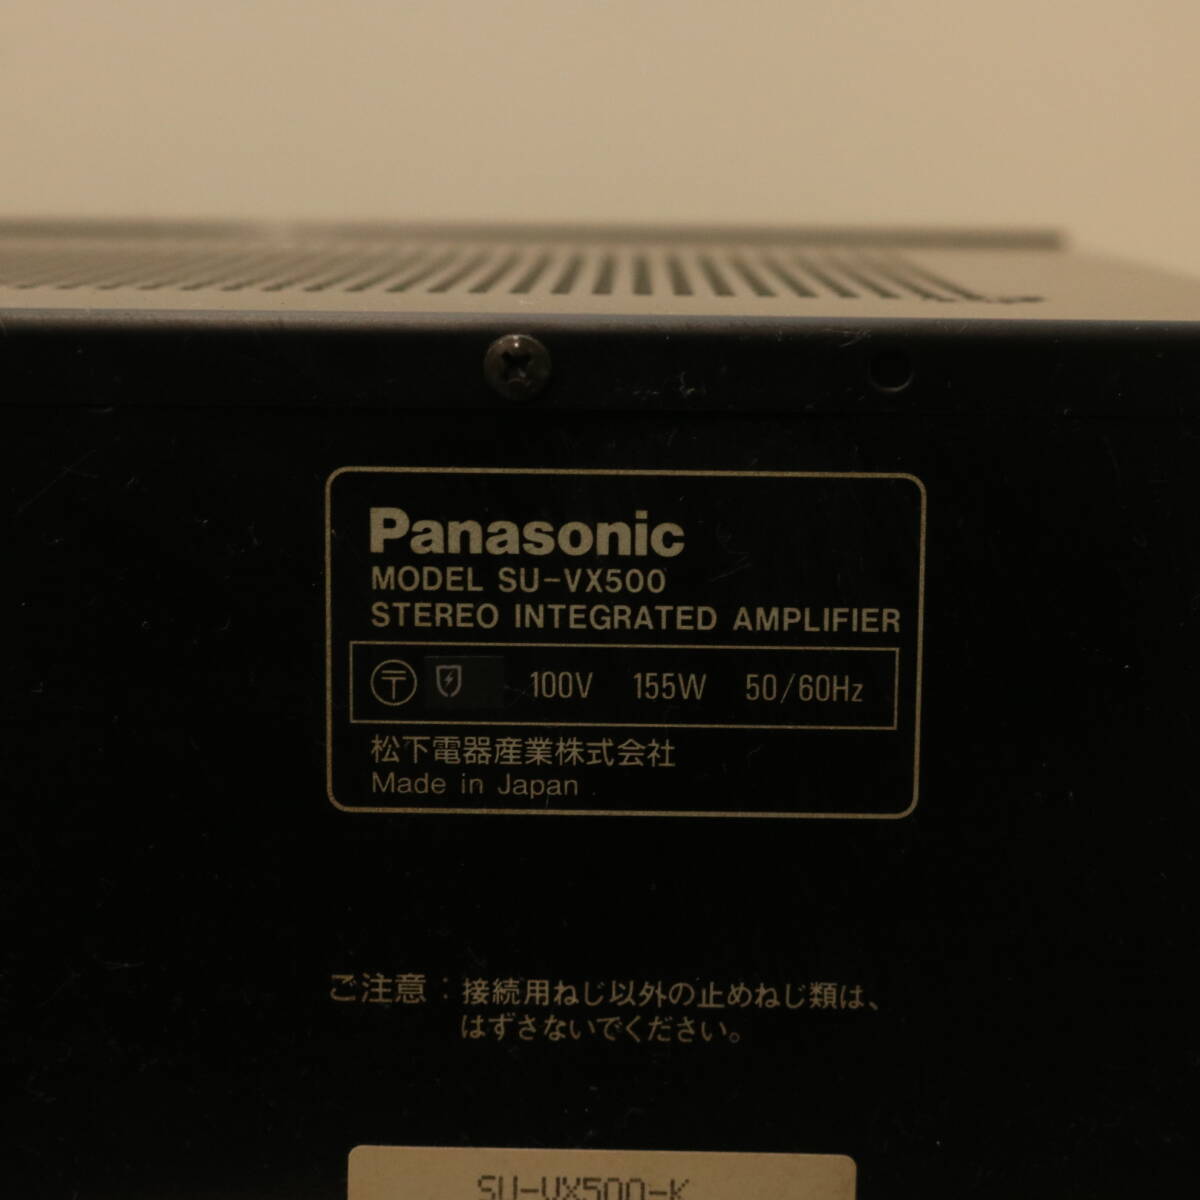 Panasonic
MODEL SU-VX500
STEREO INTEGRATED AMPLIFIER
〒 100V 155W 50/60Hz
松下電器産業株式会社
Made in Japan
ご注意：接続用ねじ以外の止めねじ類は、
はずさないでください。
SU-VX500-K